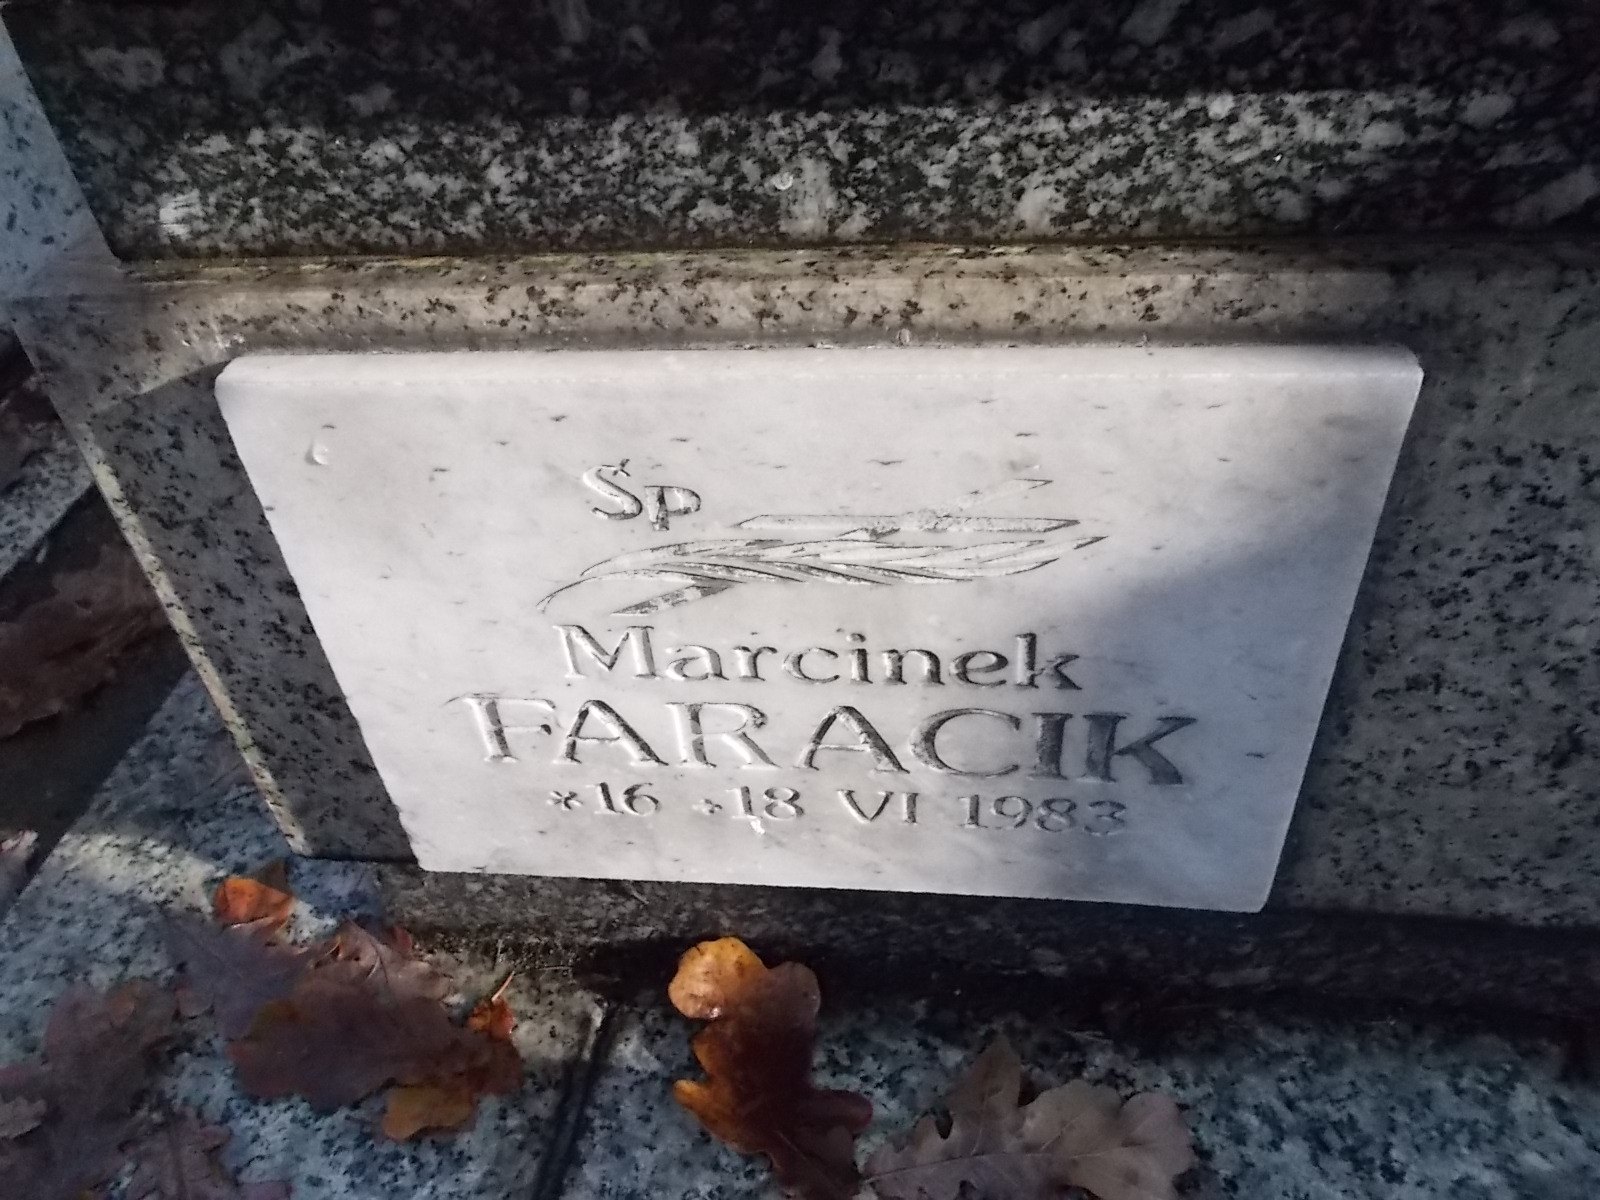 Śp
Marcinek
FARACIK
*16 +18 VI 1983